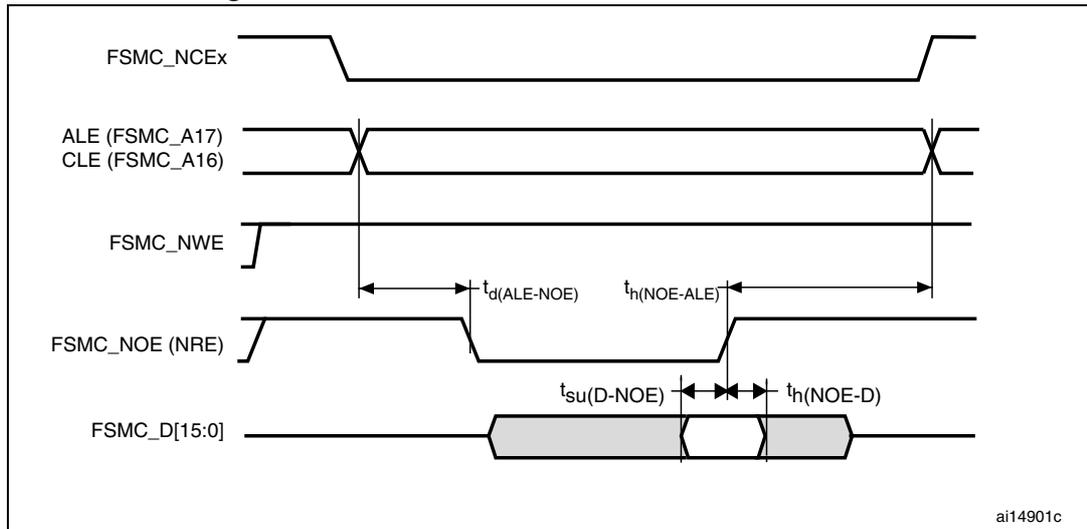 FSMC_NCEx
ALE (FSMC_A17)
CLE (FSMC_A16)
FSMC_NWE
td(ALE-NOE)
th(NOE-ALE)
FSMC_NOE (NRE)
tsu(D-NOE)
th(NOE-D)
FSMC_D[15:0]
ai14901c